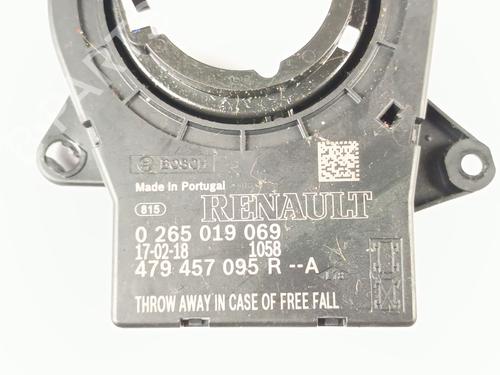 BOSCH
Made in Portugal
815
RENAULT
0 265 019 069
17-02-18 1058
479 457 095 R --A
THROW AWAY IN CASE OF FREE FALL